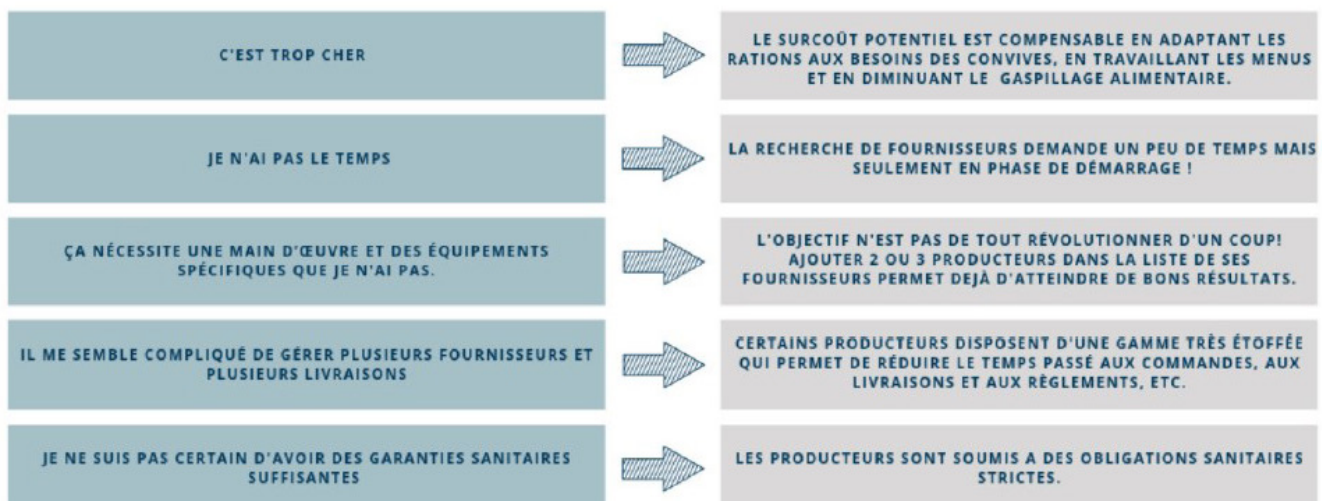 C'EST TROP CHER
LE SURCOÛT POTENTIEL EST COMPENSABLE EN ADAPTANT LES
RATIONS AUX BESOINS DES CONVIVES, EN TRAVAILLANT LES MENUS
ET EN DIMINUANT LE GASPILLAGE ALIMENTAIRE.
JE N'AI PAS LE TEMPS
LA RECHERCHE DE FOURNISSEURS DEMANDE UN PEU DE TEMPS MAIS
SEULEMENT EN PHASE DE DÉMARRAGE !
ÇA NÉCESSITE UNE MAIN D'ŒUVRE ET DES ÉQUIPEMENTS
SPÉCIFIQUES QUE JE N'AI PAS.
L'OBJECTIF N'EST PAS DE TOUT RÉVOLUTIONNER D'UN COUP!
AJOUTER 2 OU 3 PRODUCTEURS DANS LA LISTE DE SES
FOURNISSEURS PERMET DEJÀ D'ATTEINDRE DE BONS RÉSULTATS.
IL ME SEMBLE COMPLIQUÉ DE GÉRER PLUSIEURS FOURNISSEURS ET
PLUSIEURS LIVRAISONS
CERTAINS PRODUCTEURS DISPOSENT D'UNE GAMME TRÈS ÉTOFFÉE
QUI PERMET DE RÉDUIRE LE TEMPS PASSÉ AUX COMMANDES, AUX
LIVRAISONS ET AUX RÈGLEMENTS, ETC.
JE NE SUIS PAS CERTAIN D'AVOIR DES GARANTIES SANITAIRES
SUFFISANTES
LES PRODUCTEURS SONT SOUMIS A DES OBLIGATIONS SANITAIRES
STRICTES.